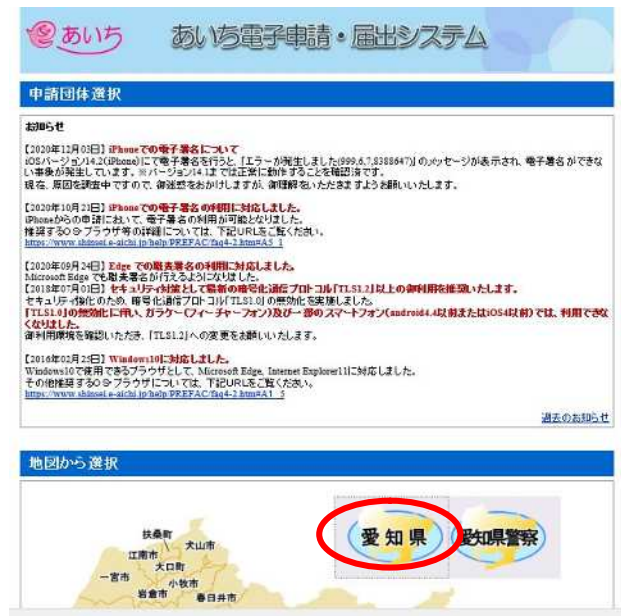 あいち
あいち電子申請・届出システム
申請団体選択
お知らせ
【2020年12月03日】iPhoneでの電子署名について
iOSバージョン14.2(iPhone)にて電子署名を行うと、「エラーが発生しました(999,6,7,8388647)」のメッセージが表示され、電子署名ができな
い事象が発生しています。※バージョン14.1までは正常に動作することを確認済です。
現在、原因を調査中ですので、御迷惑をおかけしますが、御理解をいただきますようお願いいたします。
【2020年10月21日】iPhoneでの電子署名の利用に対応しました。
iPhoneからの申請において、電子署名の利用が可能となりました。
推奨するOS・ブラウザ等の詳細については、下記URLをご覧ください。
https://www.shinsei.e-aichi.jp/help/PREFAC/faq4-2.htm#A5_1
【2020年09月24日】Edgeでの職責署名の利用に対応しました。
Microsoft Edgeでも職責署名が行えるようになりました。
【2018年07月01日】セキュリティ対策として最新の暗号化通信プロトコル「TLS1.2」以上の御利用を推奨いたします。
セキュリティ強化のため、暗号化通信プロトコル「TLS1.0」の無効化を実施しました。
「TLS1.0」の無効化に伴い、ガラケー(フィーチャーフォン)及び一部のスマートフォン(android4.4以前またはiOS4以前)では、利用できな
くなりました。
御利用環境を確認いただき、「TLS1.2」への変更をお願いいたします。
【2016年02月25日】Windows10に対応しました。
Windows10で使用できるブラウザとして、Microsoft Edge、Internet Explorer11に対応しました。
その他推奨するOS・ブラウザについては、下記URLをご覧ください。
https://www.shinsei.e-aichi.jp/help/PREFAC/faq4-2.htm#A1_5
過去のお知らせ
地図から選択
愛知県
愛知県警察
扶桑町
犬山市
江南市
大口町
一宮市
小牧市
岩倉市
春日井市